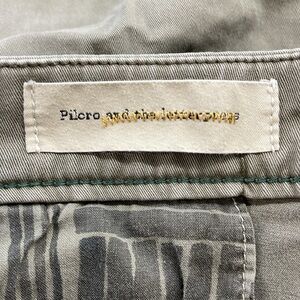 Pilcro and the letterpress